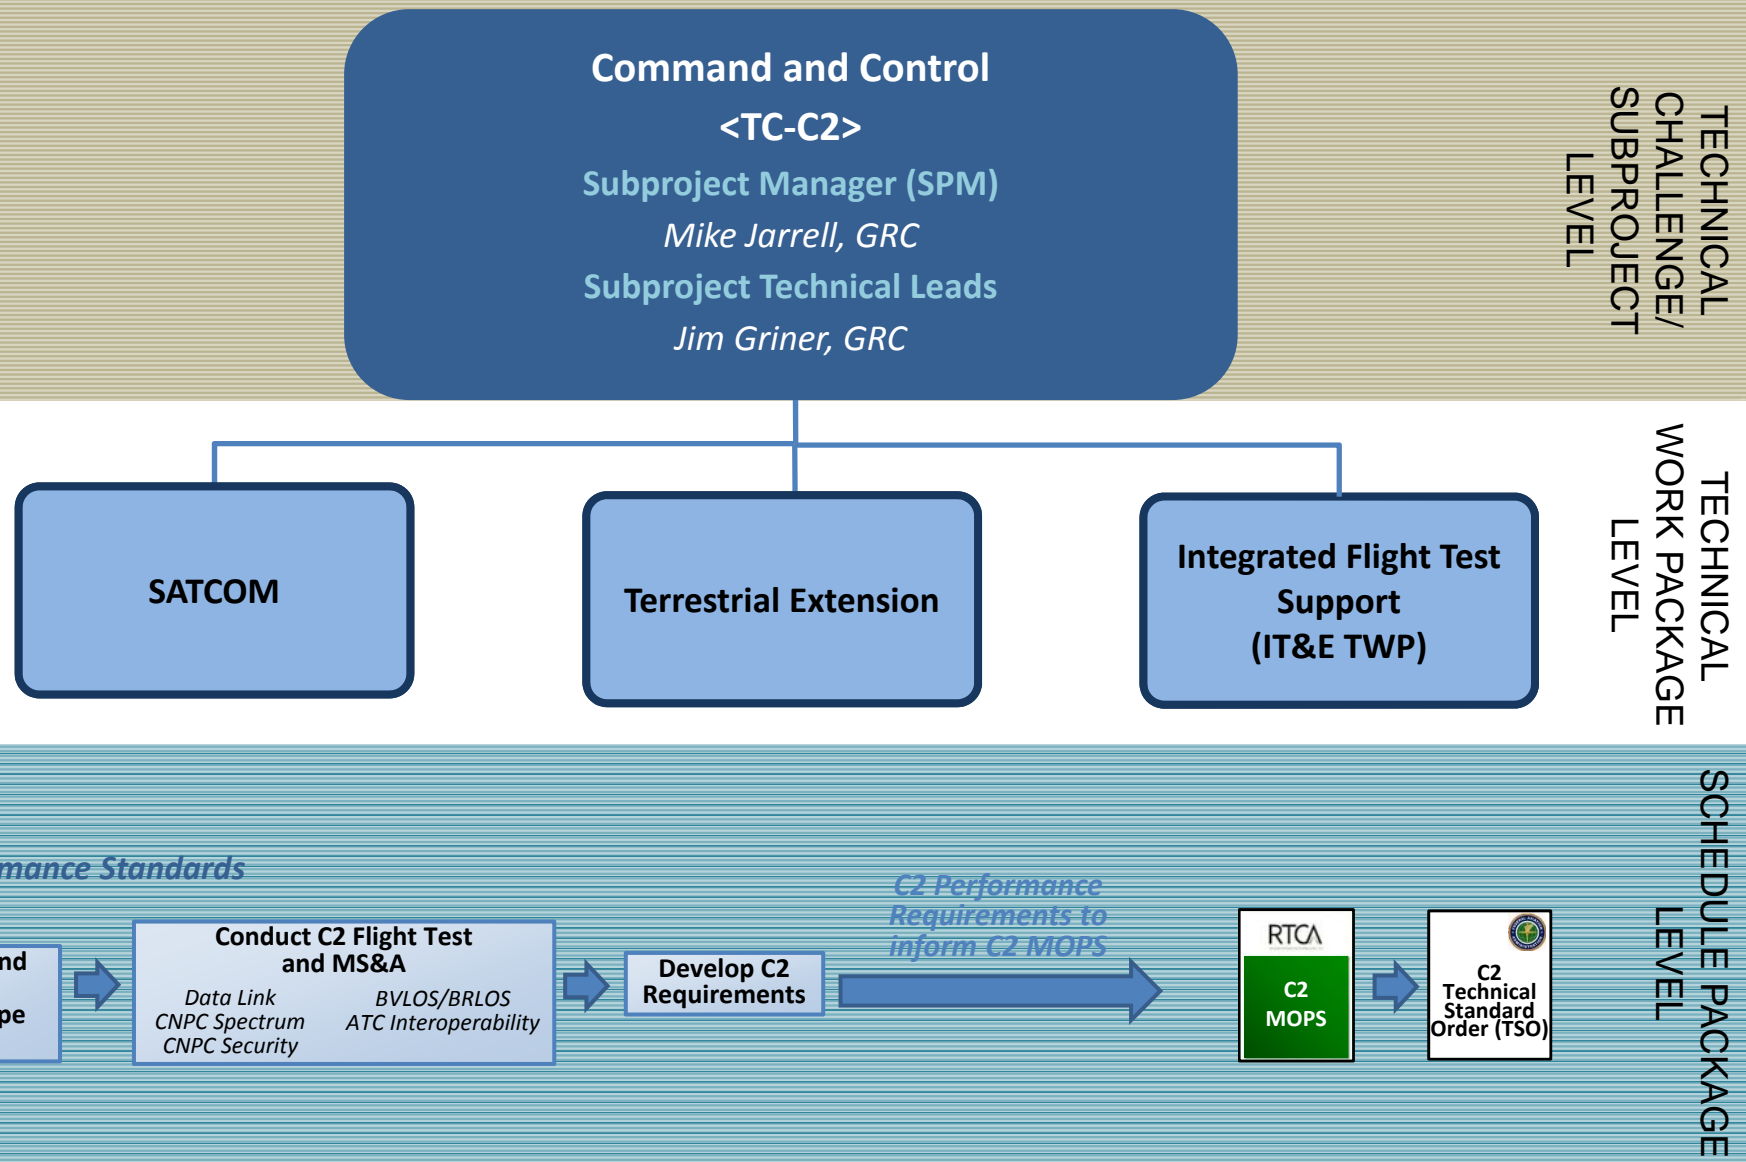 Command and Control
<TC-C2>
Subproject Manager (SPM)
Mike Jarrell, GRC
Subproject Technical Leads
Jim Griner, GRC
TECHNICAL
CHALLENGE/
SUBPROJECT
LEVEL
SATCOM
Terrestrial Extension
Integrated Flight Test
Support
(IT&E TWP)
TECHNICAL
WORK PACKAGE
LEVEL
mance Standards
nd
pe
Conduct C2 Flight Test
and MS&A
Data Link
CNPC Spectrum
CNPC Security
BVLOS/BRLOS
ATC Interoperability
Develop C2
Requirements
C2 Performance
Requirements to
inform C2 MOPS
RTCA
C2
MOPS
C2
Technical
Standard
Order (TSO)
SCHEDULE PACKAGE
LEVEL